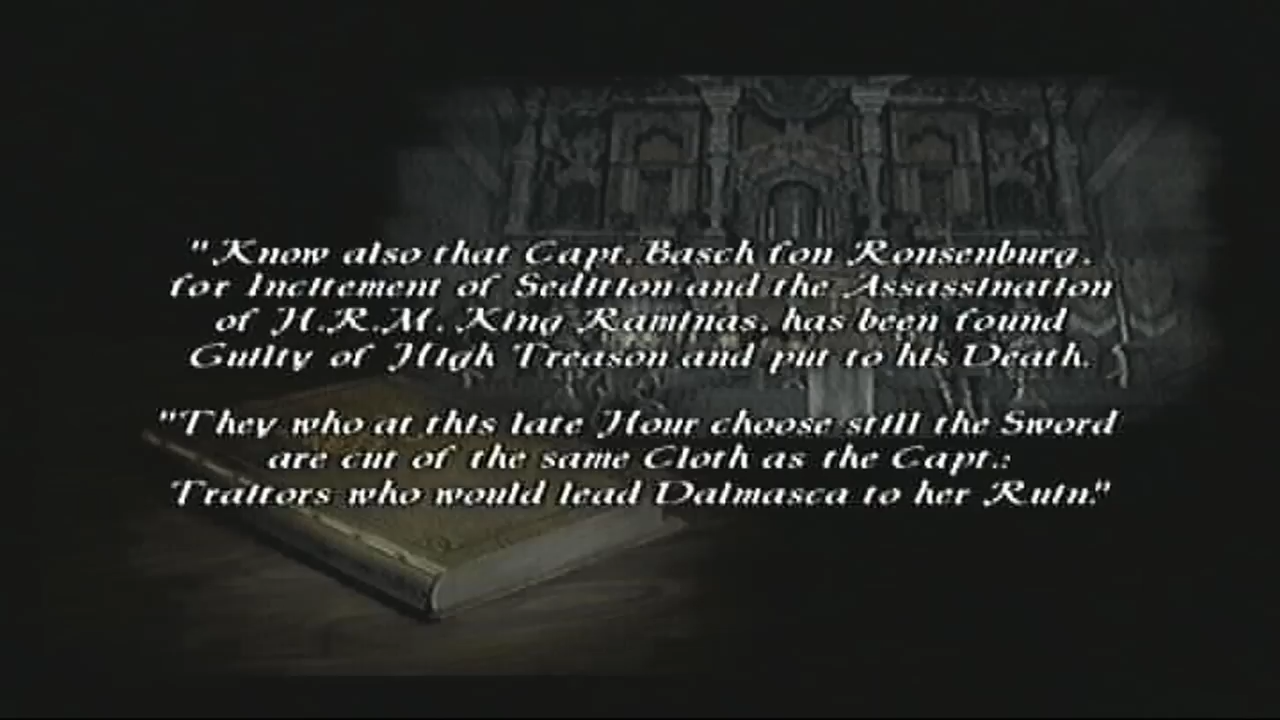 "Know also that Capt. Basch fon Ronsenburg,
for Incitement of Sedition and the Assassination
of H.R.M. King Raminas, has been found
Guilty of High Treason and put to his Death.
"They who at this late Hour choose still the Sword
are cut of the same Cloth as the Capt.:
Traitors who would lead Dalmasca to her Ruin."